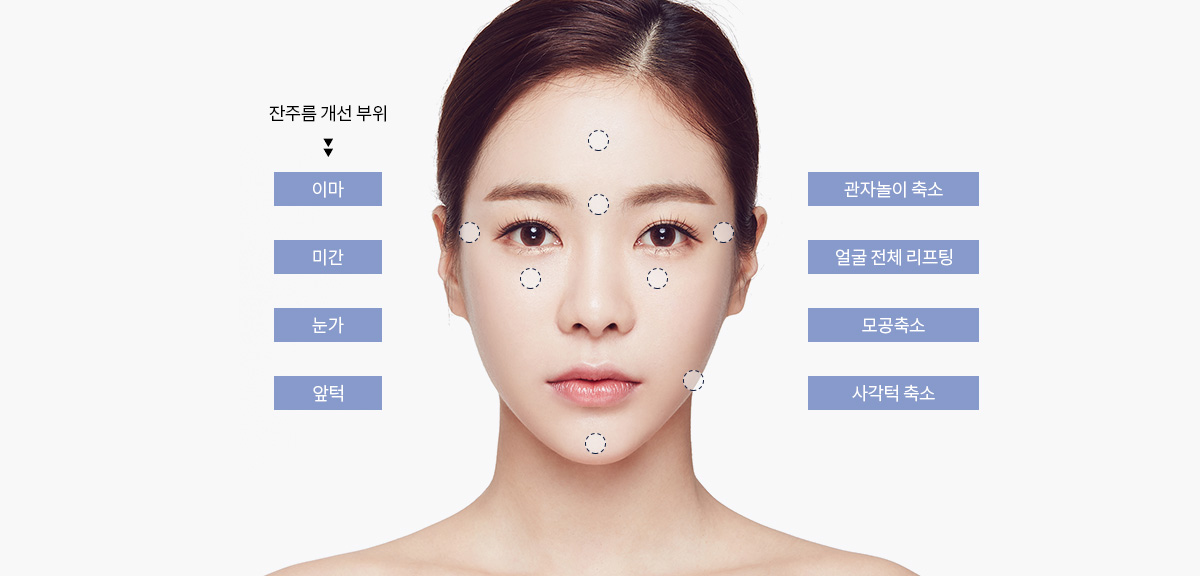 잔주름 개선 부위
이마
미간
눈가
앞턱
관자놀이 축소
얼굴 전체 리프팅
모공축소
사각턱 축소